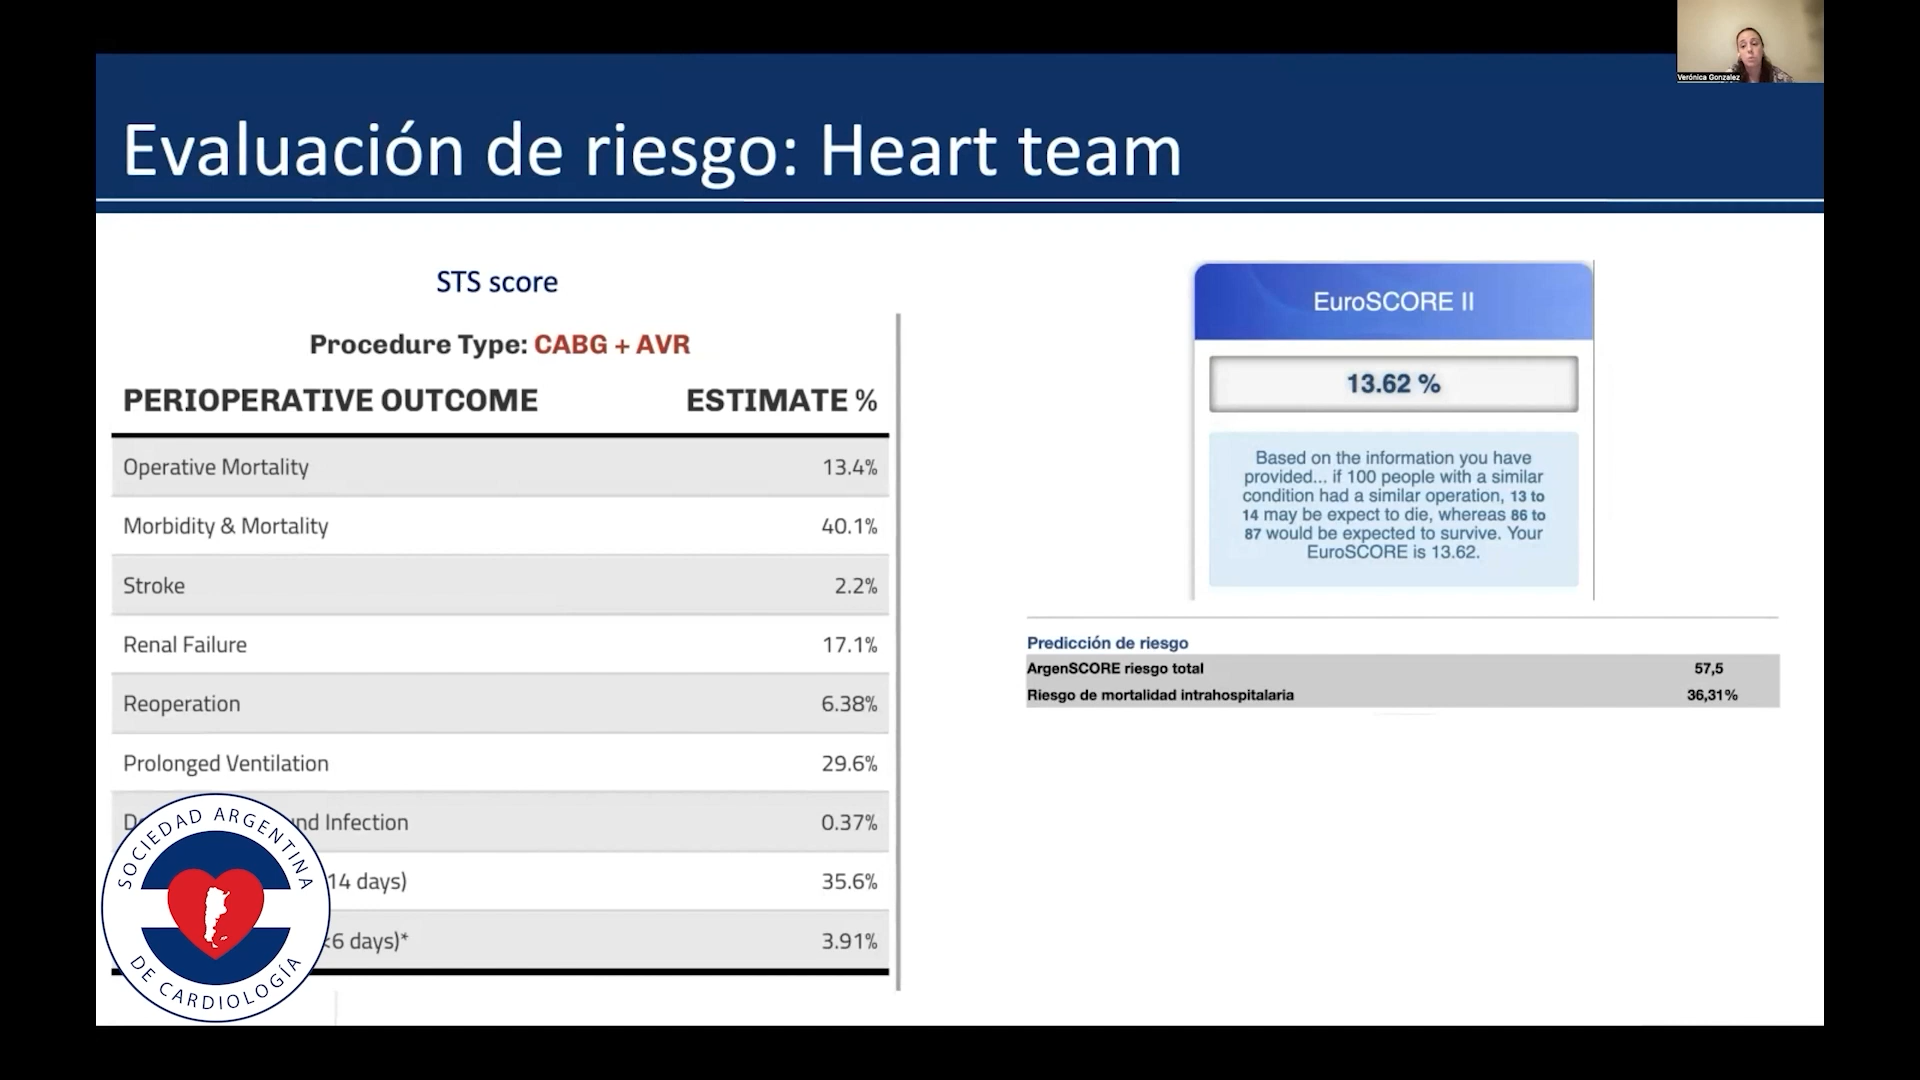 Verónica Gonzalez
Evaluación de riesgo: Heart team
STS score
Procedure Type: CABG + AVR
PERIOPERATIVE OUTCOME ESTIMATE %
Operative Mortality 13.4%
Morbidity & Mortality 40.1%
Stroke 2.2%
Renal Failure 17.1%
Reoperation 6.38%
Prolonged Ventilation 29.6%
Infection 0.37%
14 days) 35.6%
<6 days)* 3.91%
EuroSCORE II
13.62 %
Based on the information you have
provided... if 100 people with a similar
condition had a similar operation, 13 to
14 may be expect to die, whereas 86 to
87 would be expected to survive. Your
EuroSCORE is 13.62.
Predicción de riesgo
ArgenSCORE riesgo total 57,5
Riesgo de mortalidad intrahospitalaria 36,31%
SOCIEDAD ARGENTINA
DE CARDIOLOGÍA